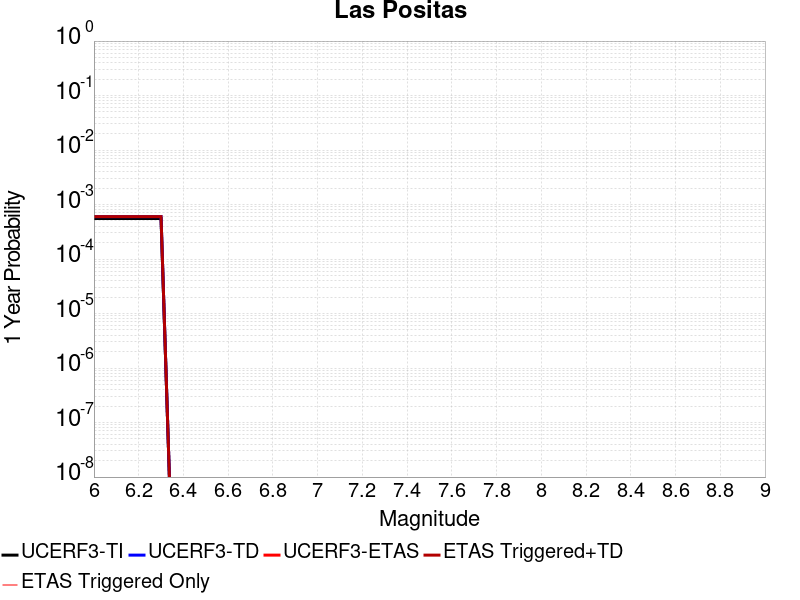 Las Positas
10^0
10^-1
10^-2
10^-3
10^-4
10^-5
10^-6
10^-7
10^-8
1 Year Probability
6 6.2 6.4 6.6 6.8 7 7.2 7.4 7.6 7.8 8 8.2 8.4 8.6 8.8 9
Magnitude
UCERF3-TI UCERF3-TD UCERF3-ETAS ETAS Triggered+TD
ETAS Triggered Only